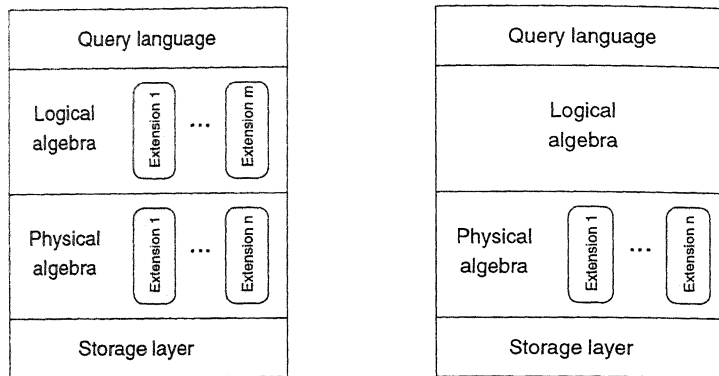 Query language
Logical
algebra
Extension 1
...
Extension m
Physical
algebra
Extension 1
...
Extension n
Storage layer
Query language
Logical
algebra
Physical
algebra
Extension 1
...
Extension n
Storage layer